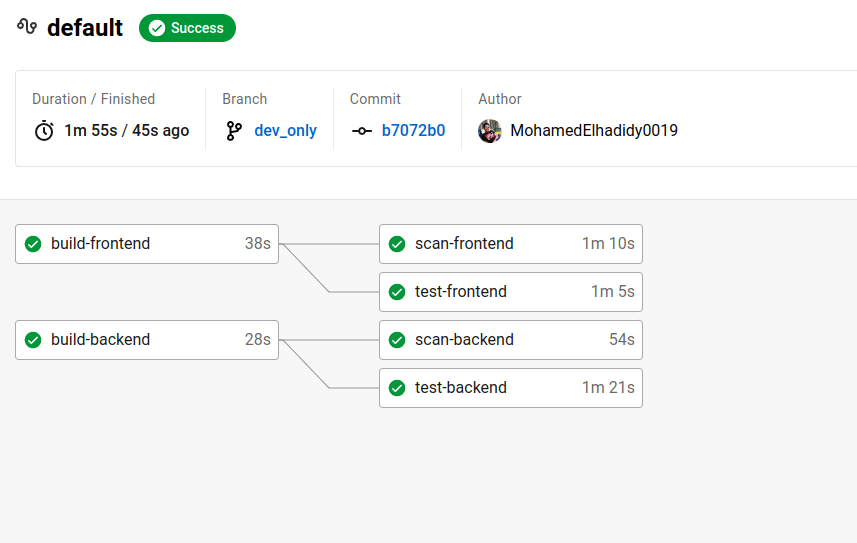 default Success
Duration / Finished Branch Commit Author
1m 55s / 45s ago dev_only b7072b0 MohamedElhadidy0019
build-frontend 38s scan-frontend 1m 10s
test-frontend 1m 5s
build-backend 28s scan-backend 54s
test-backend 1m 21s